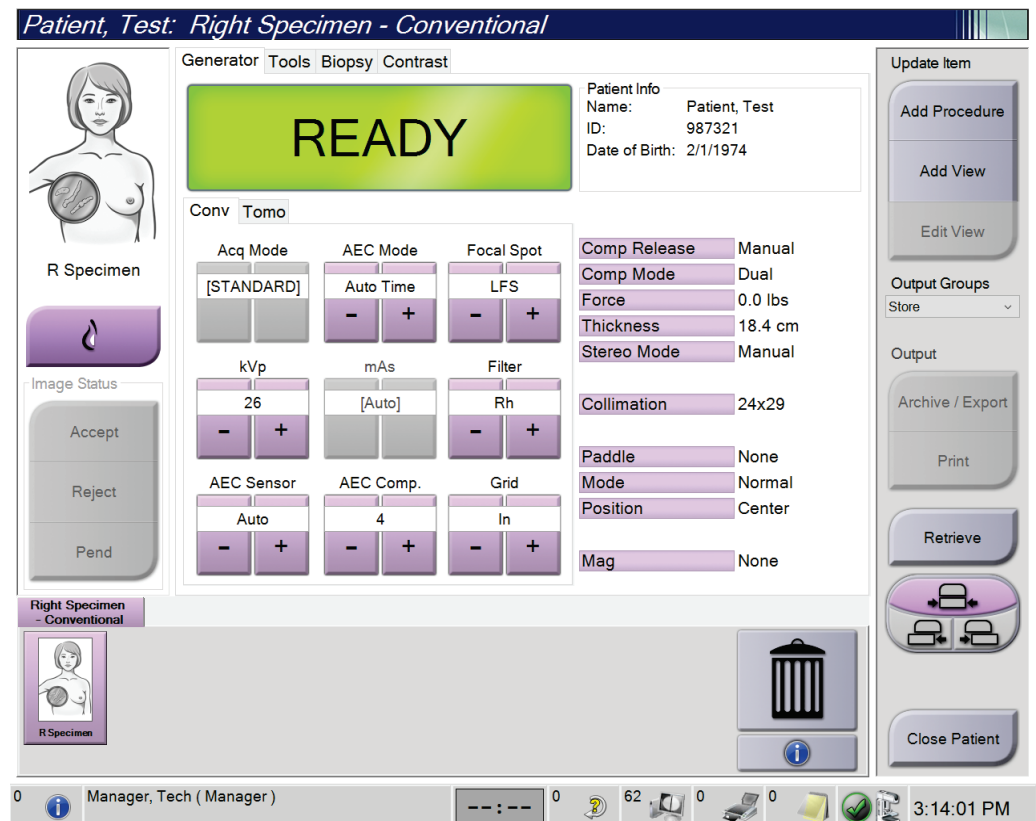 Patient, Test: Right Specimen - Conventional
Generator Tools Biopsy Contrast
READY
Patient Info
Name: Patient, Test
ID: 987321
Date of Birth: 2/1/1974
R Specimen
Image Status
Accept
Reject
Pend
Conv Tomo
Acq Mode AEC Mode Focal Spot
[STANDARD] Auto Time LFS
- + - +
kVp mAs Filter
26 [Auto] Rh
- + - +
AEC Sensor AEC Comp. Grid
Auto 4 In
- + - + - +
Comp Release Manual
Comp Mode Dual
Force 0.0 lbs
Thickness 18.4 cm
Stereo Mode Manual
Collimation 24x29
Paddle None
Mode Normal
Position Center
Mag None
Update Item
Add Procedure
Add View
Edit View
Output Groups
Store
Output
Archive / Export
Print
Retrieve
Close Patient
Right Specimen
- Conventional
R Specimen
0 Manager, Tech ( Manager ) --:-- 0 62 0 0 3:14:01 PM